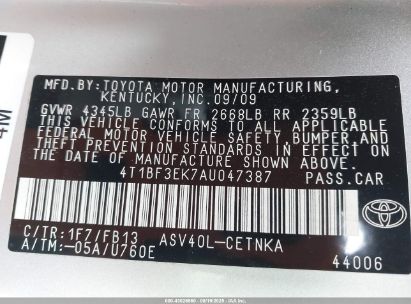 MFD.BY:TOYOTA MOTOR MANUFACTURING,
KENTUCKY,INC.09/09
GVWR 4345LB GAWR FR 2668LB RR 2359LB
THIS VEHICLE CONFORMS TO ALL APPLICABLE
FEDERAL MOTOR VEHICLE SAFETY,BUMPER,AND
THEFT PREVENTION STANDARDS IN EFFECT ON
THE DATE OF MANUFACTURE SHOWN ABOVE.
4T1BF3EK7AU047387 PASS.CAR
C/TR:1F7/FB13 ASV40L-CETNKA
A/TM:-05A/U760E
TOYOTA
44006